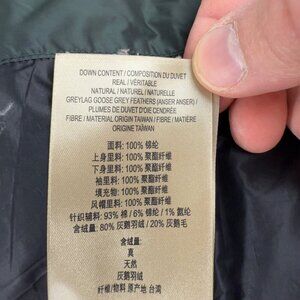 DOWN CONTENT / COMPOSITION DU DUVET
REAL / VÉRITABLE
NATURAL / NATUREL / NATURELLE
GREYLAG GOOSE GREY FEATHERS (ANSER ANSER) /
PLUMES DE DUVET D'OIE CENDRÉE
FIBRE / MATERIAL ORIGIN TAIWAN / FIBRE / MATIÈRE
ORIGINE TAÏWAN
面料: 100% 锦纶
上身里料: 100% 聚酯纤维
下身里料: 100% 聚酯纤维
袖里料: 100% 聚酯纤维
填充物: 100% 聚酯纤维
风帽里料: 100% 聚酯纤维
针织辅料: 93% 棉 / 6% 锦纶 / 1% 氨纶
含绒量: 80% 灰鹅羽绒 / 20% 羽毛
含绒量:
真
天然
灰鹅羽绒
纤维/物料 原产地 台湾